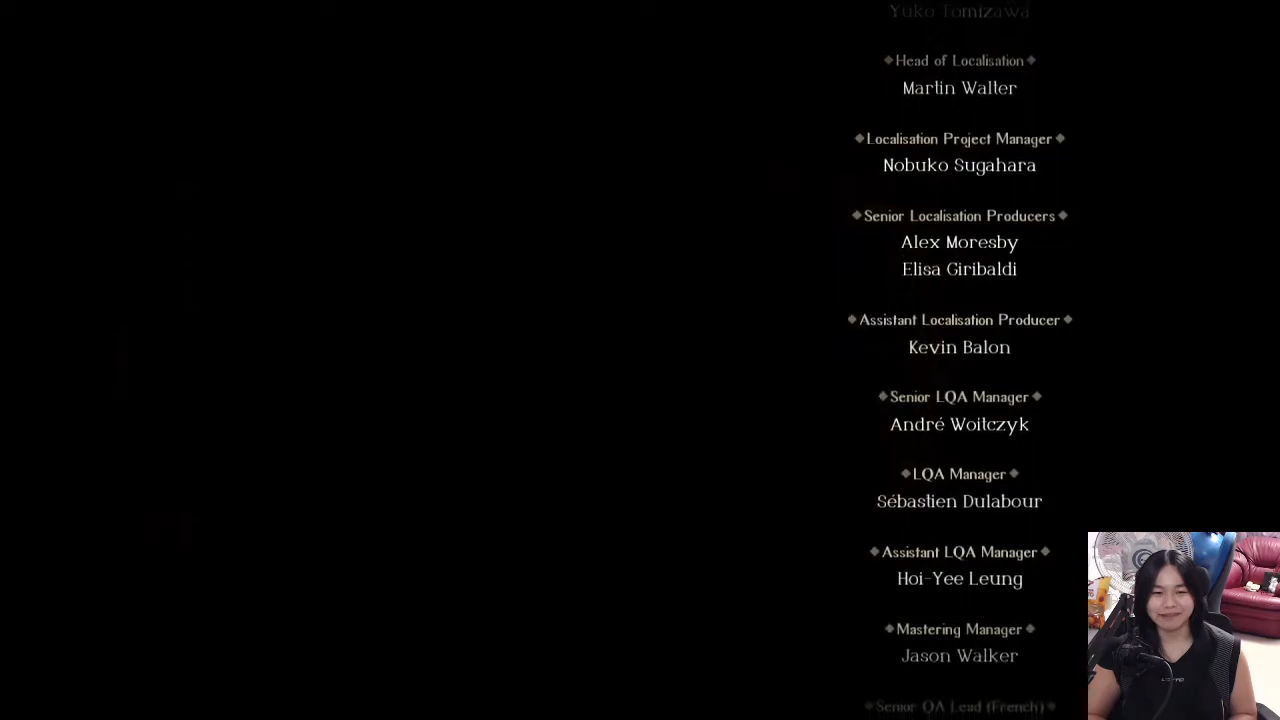 Yuko Tomizawa
◆Head of Localisation◆
Martin Walter
◆Localisation Project Manager◆
Nobuko Sugahara
◆Senior Localisation Producers◆
Alex Moresby
Elisa Giribaldi
◆Assistant Localisation Producer◆
Kevin Balon
◆Senior LQA Manager◆
André Woitczyk
◆LQA Manager◆
Sébastien Dulabour
◆Assistant LQA Manager◆
Hoi-Yee Leung
◆Mastering Manager◆
Jason Walker
◆Senior QA Lead (French)◆